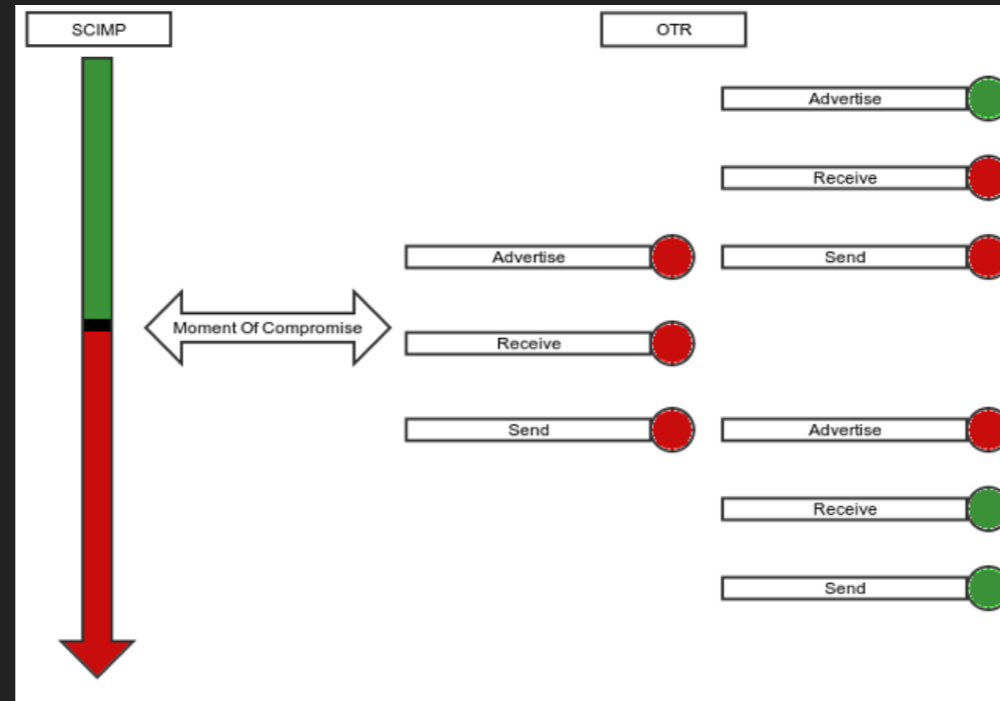 SCIMP
OTR
Advertise
Receive
Advertise
Send
Moment Of Compromise
Receive
Send
Advertise
Receive
Send